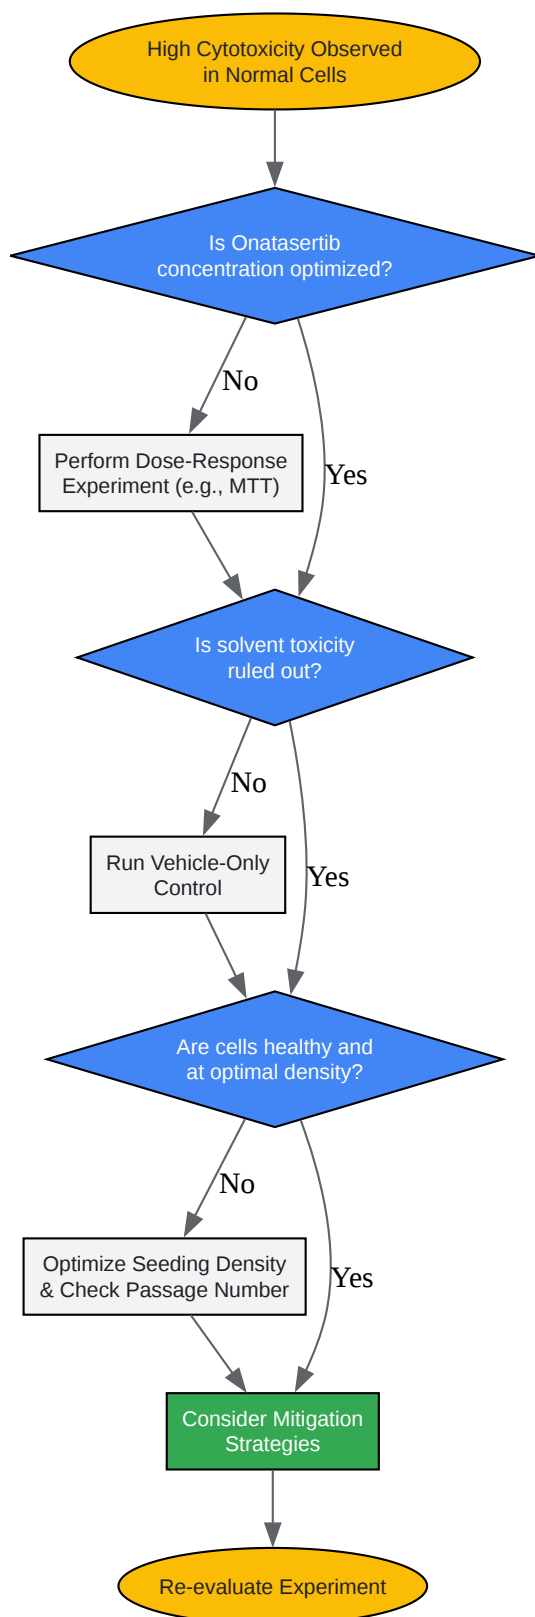 High Cytotoxicity Observed
in Normal Cells
Is Onatasertib
concentration optimized?
No
Yes
Perform Dose-Response
Experiment (e.g., MTT)
Is solvent toxicity
ruled out?
No
Yes
Run Vehicle-Only
Control
Are cells healthy and
at optimal density?
No
Yes
Optimize Seeding Density
& Check Passage Number
Consider Mitigation
Strategies
Re-evaluate Experiment